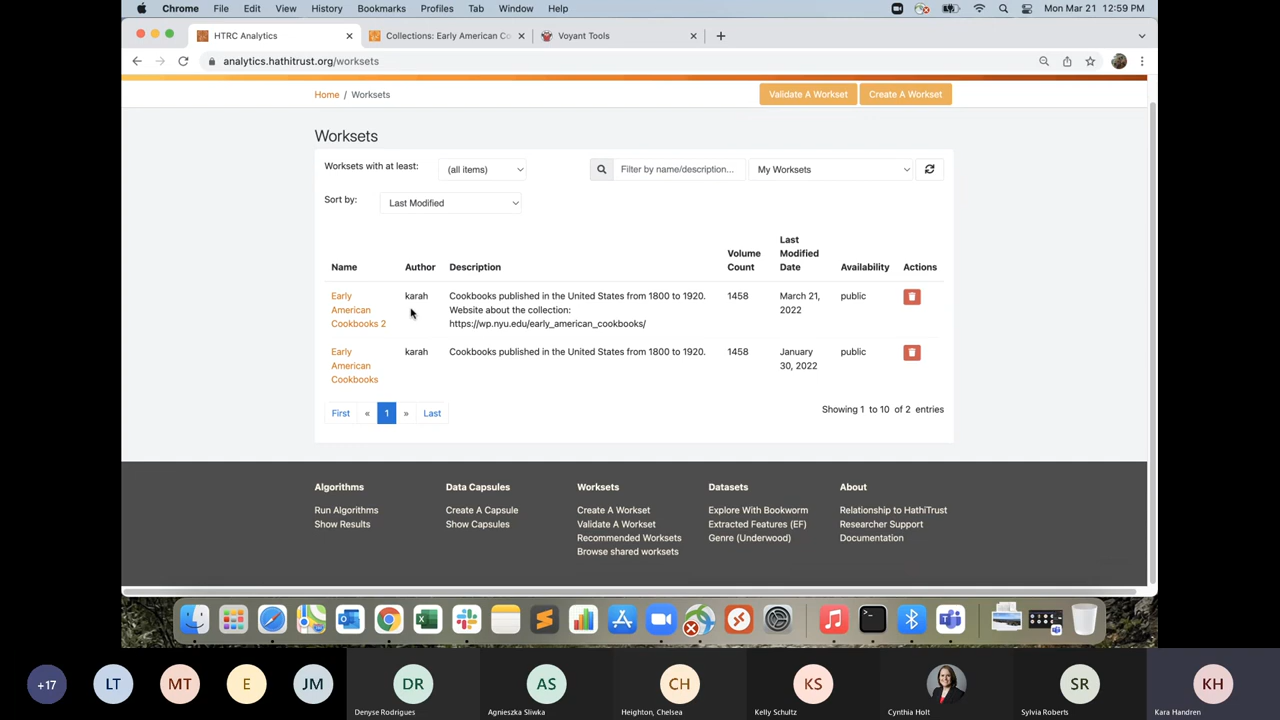 Chrome File Edit View History Bookmarks Profiles Tab Window Help Mon Mar 21 12:59 PM
HTRC Analytics Collections: Early American Co Voyant Tools
analytics.hathitrust.org/worksets
Home / Worksets Validate A Workset Create A Workset
Worksets
Worksets with at least: (all items) Filter by name/description... My Worksets
Sort by: Last Modified
Name Author Description Volume Count Last Modified Date Availability Actions
Early American Cookbooks 2 karah Cookbooks published in the United States from 1800 to 1920. Website about the collection: https://wp.nyu.edu/early_american_cookbooks/ 1458 March 21, 2022 public
Early American Cookbooks karah Cookbooks published in the United States from 1800 to 1920. 1458 January 30, 2022 public
First « 1 » Last Showing 1 to 10 of 2 entries
Algorithms Data Capsules Worksets Datasets About
Run Algorithms Create A Capsule Create A Workset Explore With Bookworm Relationship to HathiTrust
Show Results Show Capsules Validate A Workset Extracted Features (EF) Researcher Support
Recommended Worksets Genre (Underwood) Documentation
Browse shared worksets
+17 LT MT E JM DR AS CH KS SR KH
Denyse Rodrigues Agnieszka Sliwka Heighton, Chelsea Kelly Schultz Cynthia Holt Sylvia Roberts Kara Handren